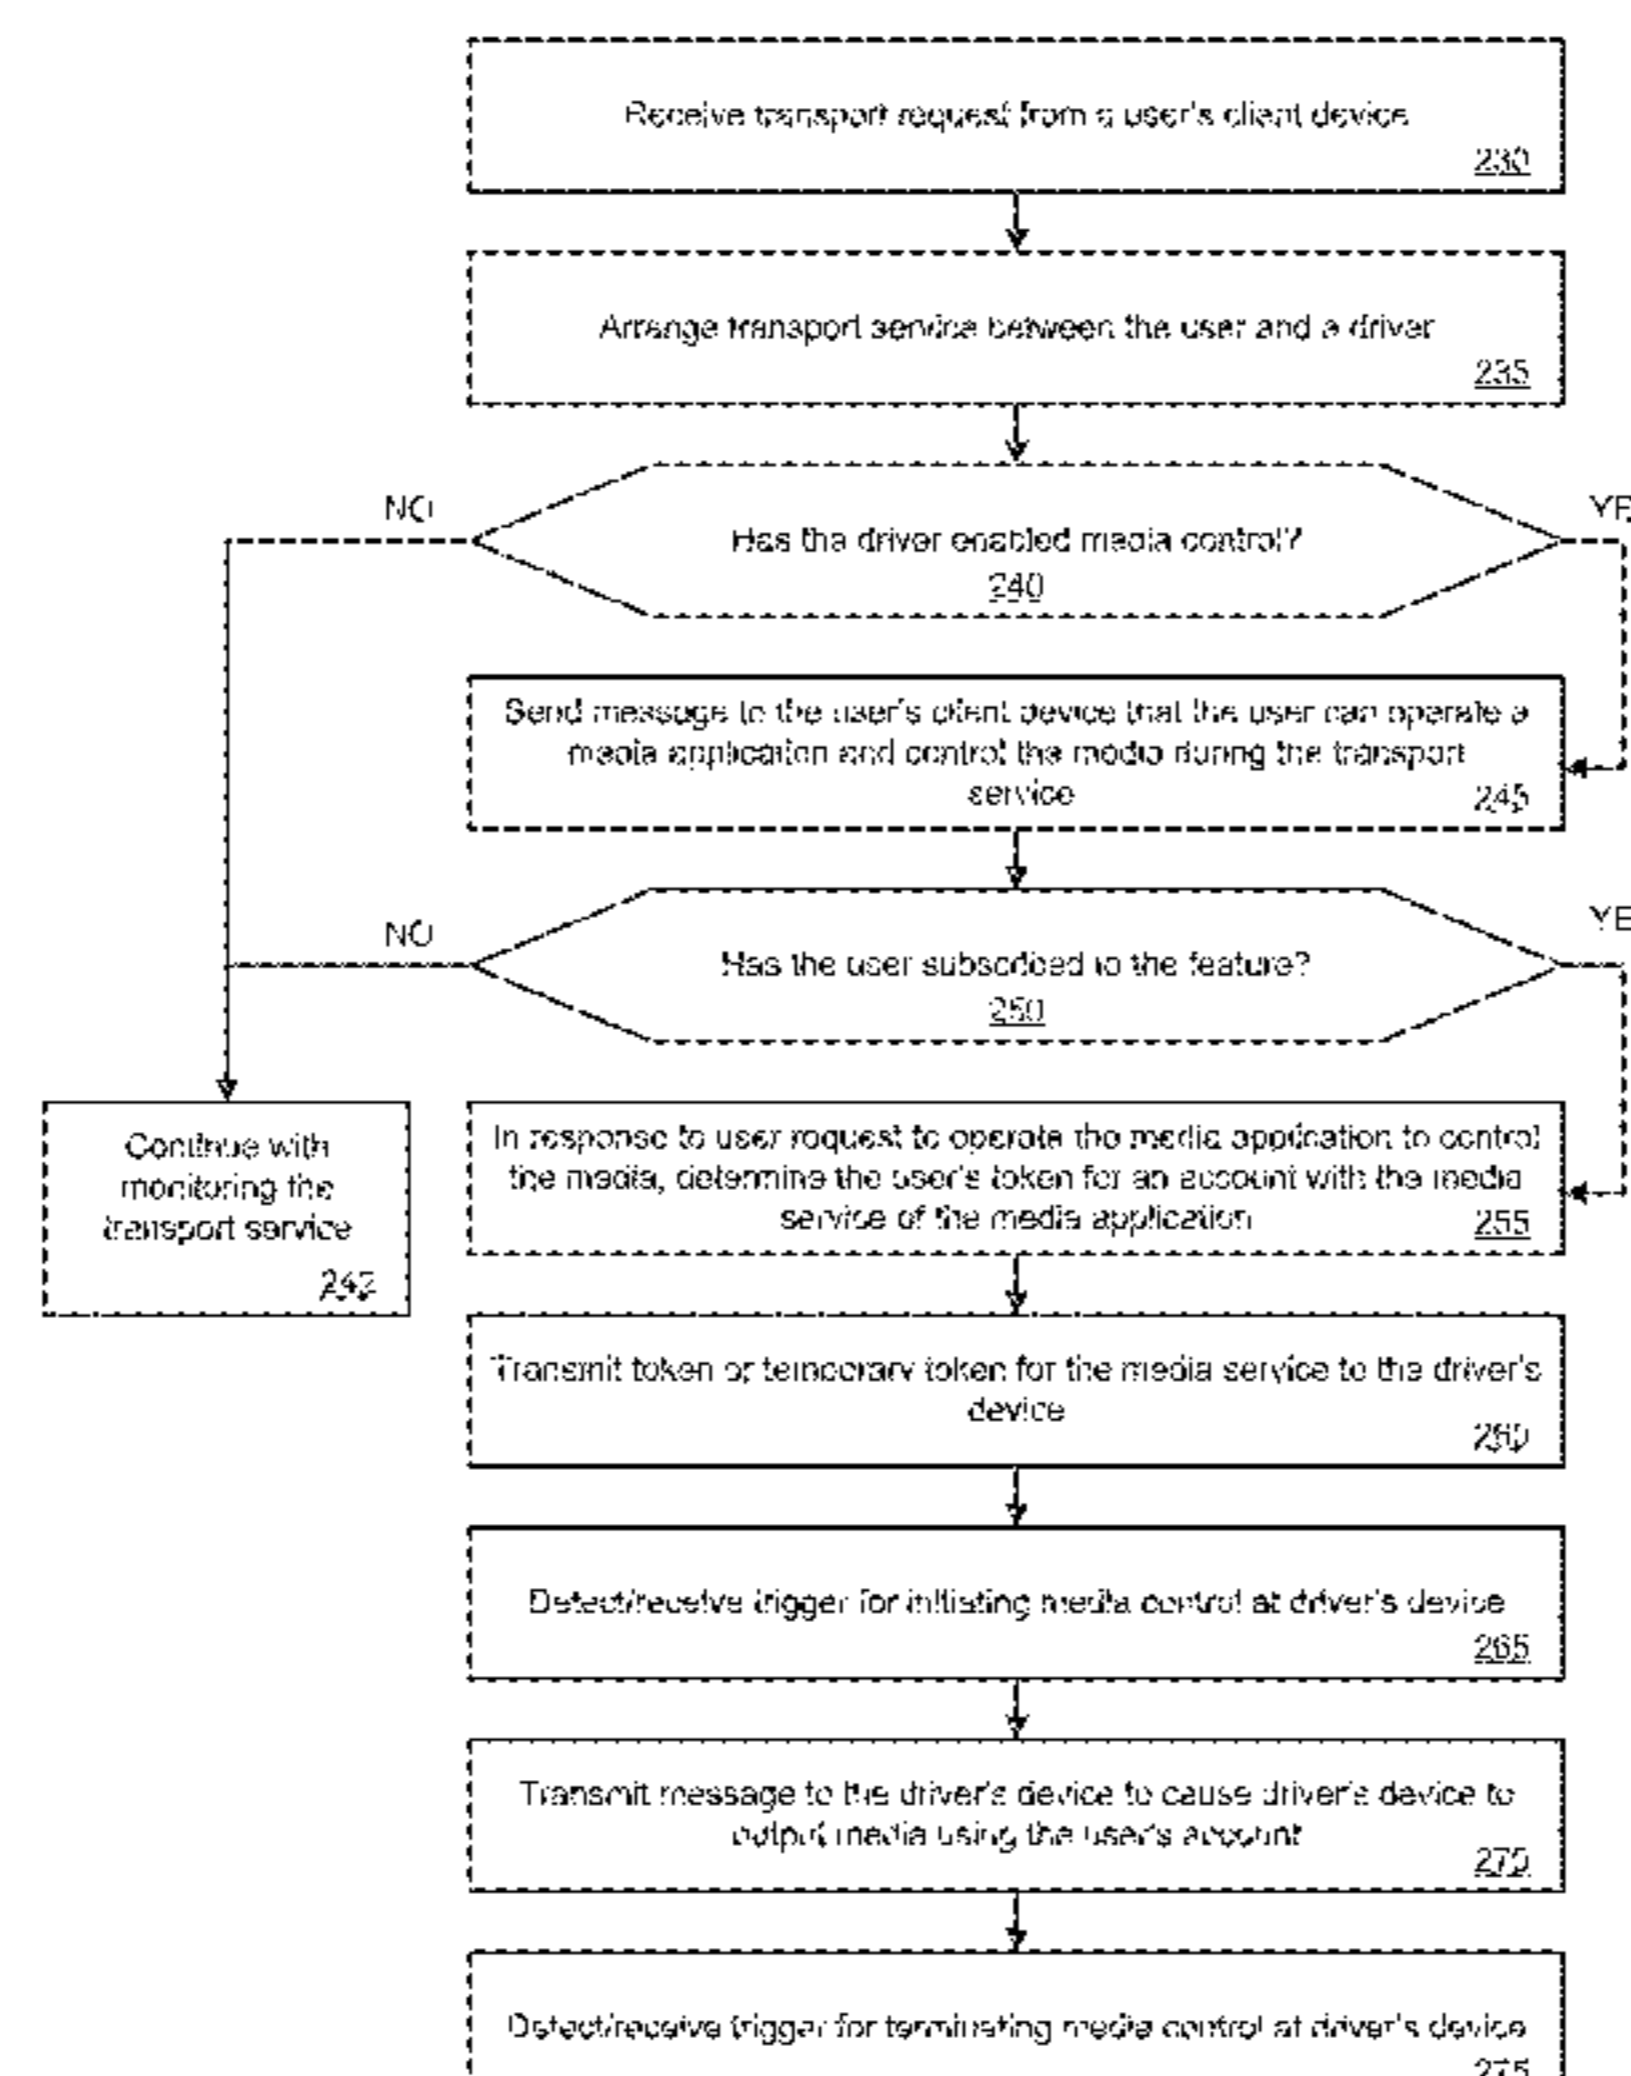 Receive transport request from a user's client device
230
Arrange transport service between the user and a driver
235
NO
YE
Has the driver enabled media control?
240
Send message to the user's client device that the user can operate a
media application and control the media during the transport
service
245
NO
YE
Has the user subscribed to the feature?
250
Continue with
monitoring the
transport service
242
In response to user request to operate the media application to control
the media, determine the user's token for an account with the media
service of the media application
255
Transmit token or temporary token for the media service to the driver's
device
260
Detect/receive trigger for initiating media control at driver's device
265
Transmit message to the driver's device to cause driver's device to
output media using the user's account
270
Detect/receive trigger for terminating media control at driver's device
275